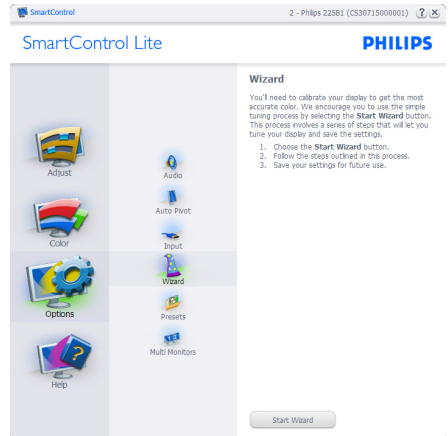 SmartControl
2 - Philips 225B1 (CS30715000001)
SmartControl Lite
PHILIPS
Adjust
Color
Options
Help
Audio
Auto Pivot
Input
Wizard
Presets
Multi Monitors
Wizard
You'll need to calibrate your display to get the most
accurate color. We encourage you to use the simple
tuning process by selecting the Start Wizard button.
This process involves a series of steps that will let you
tune your display and save the settings.
1. Choose the Start Wizard button.
2. Follow the steps outlined in this process.
3. Save your settings for future use.
Start Wizard